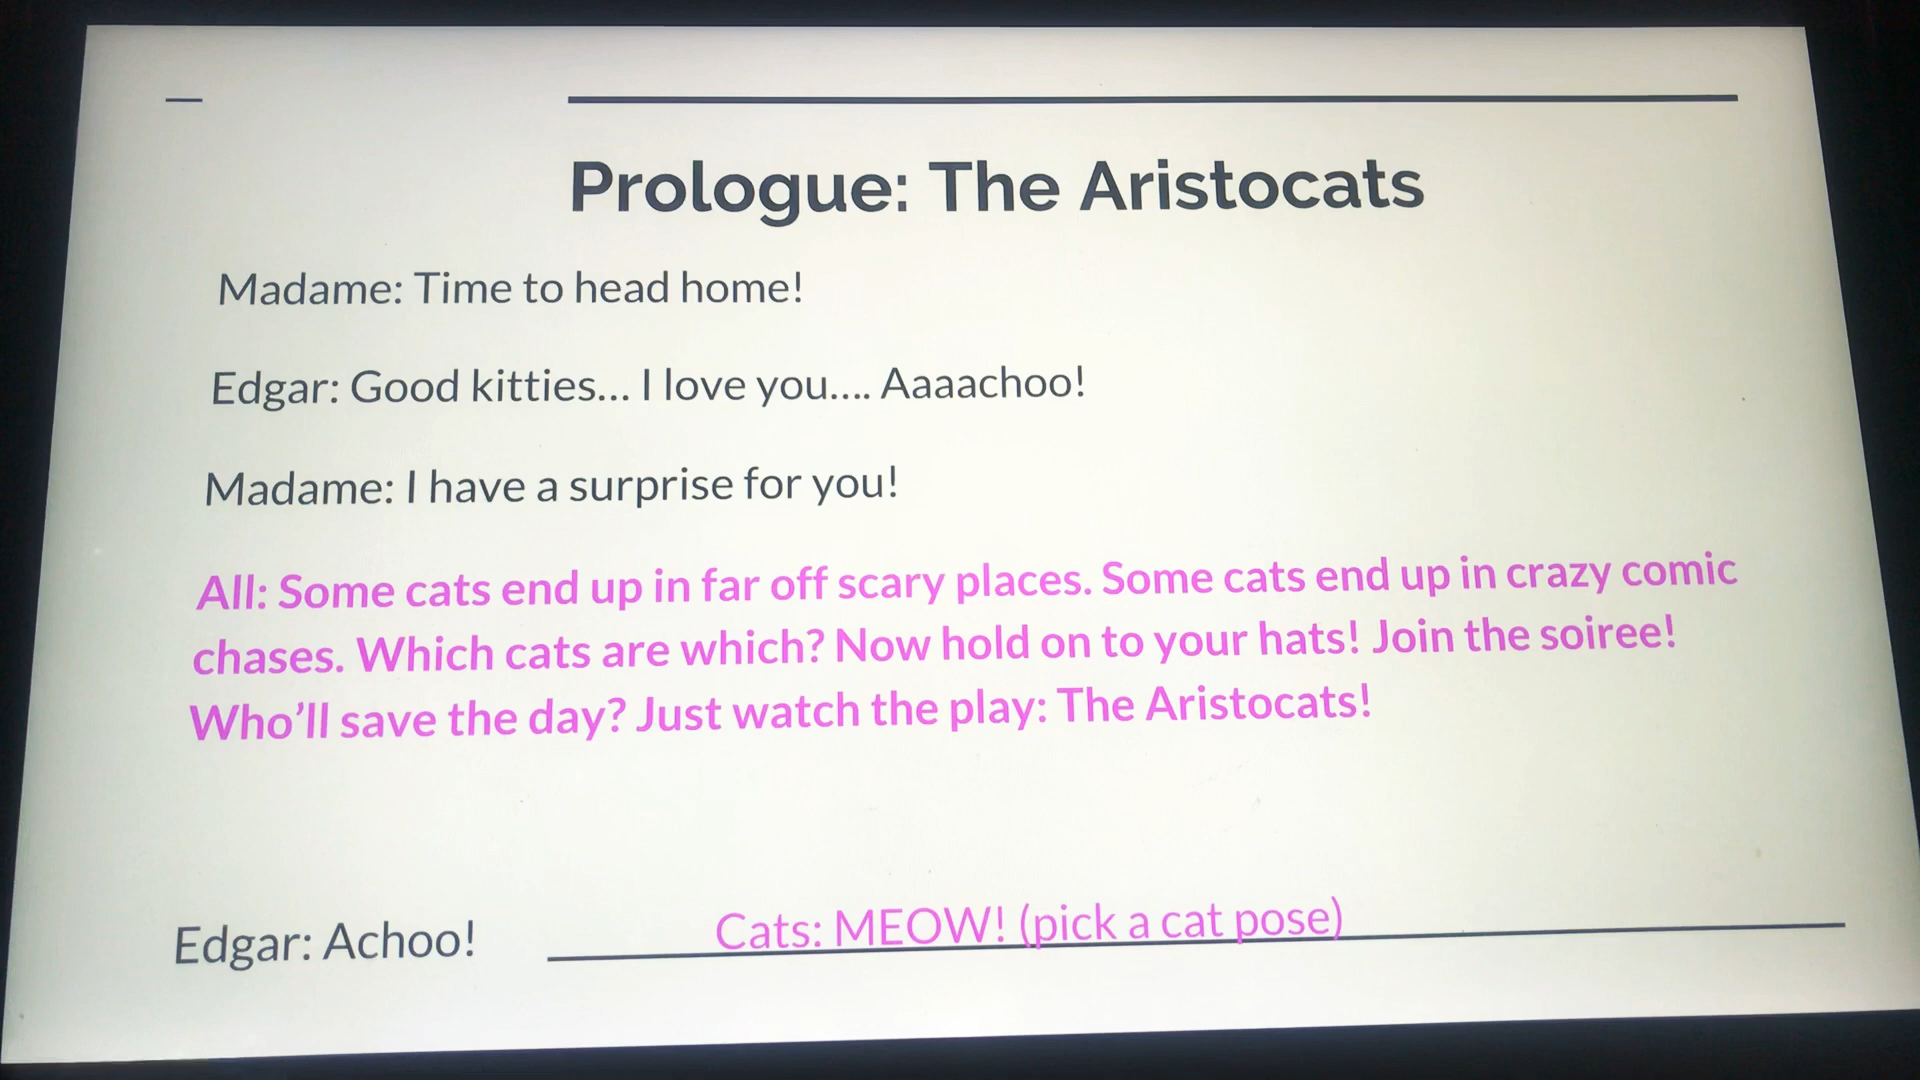 Prologue: The Aristocats
Madame: Time to head home!
Edgar: Good kitties... I love you.... Aaaachoo!
Madame: I have a surprise for you!
All: Some cats end up in far off scary places. Some cats end up in crazy comic
chases. Which cats are which? Now hold on to your hats! Join the soiree!
Who’ll save the day? Just watch the play: The Aristocats!
Edgar: Achoo!
Cats: MEOW! (pick a cat pose)